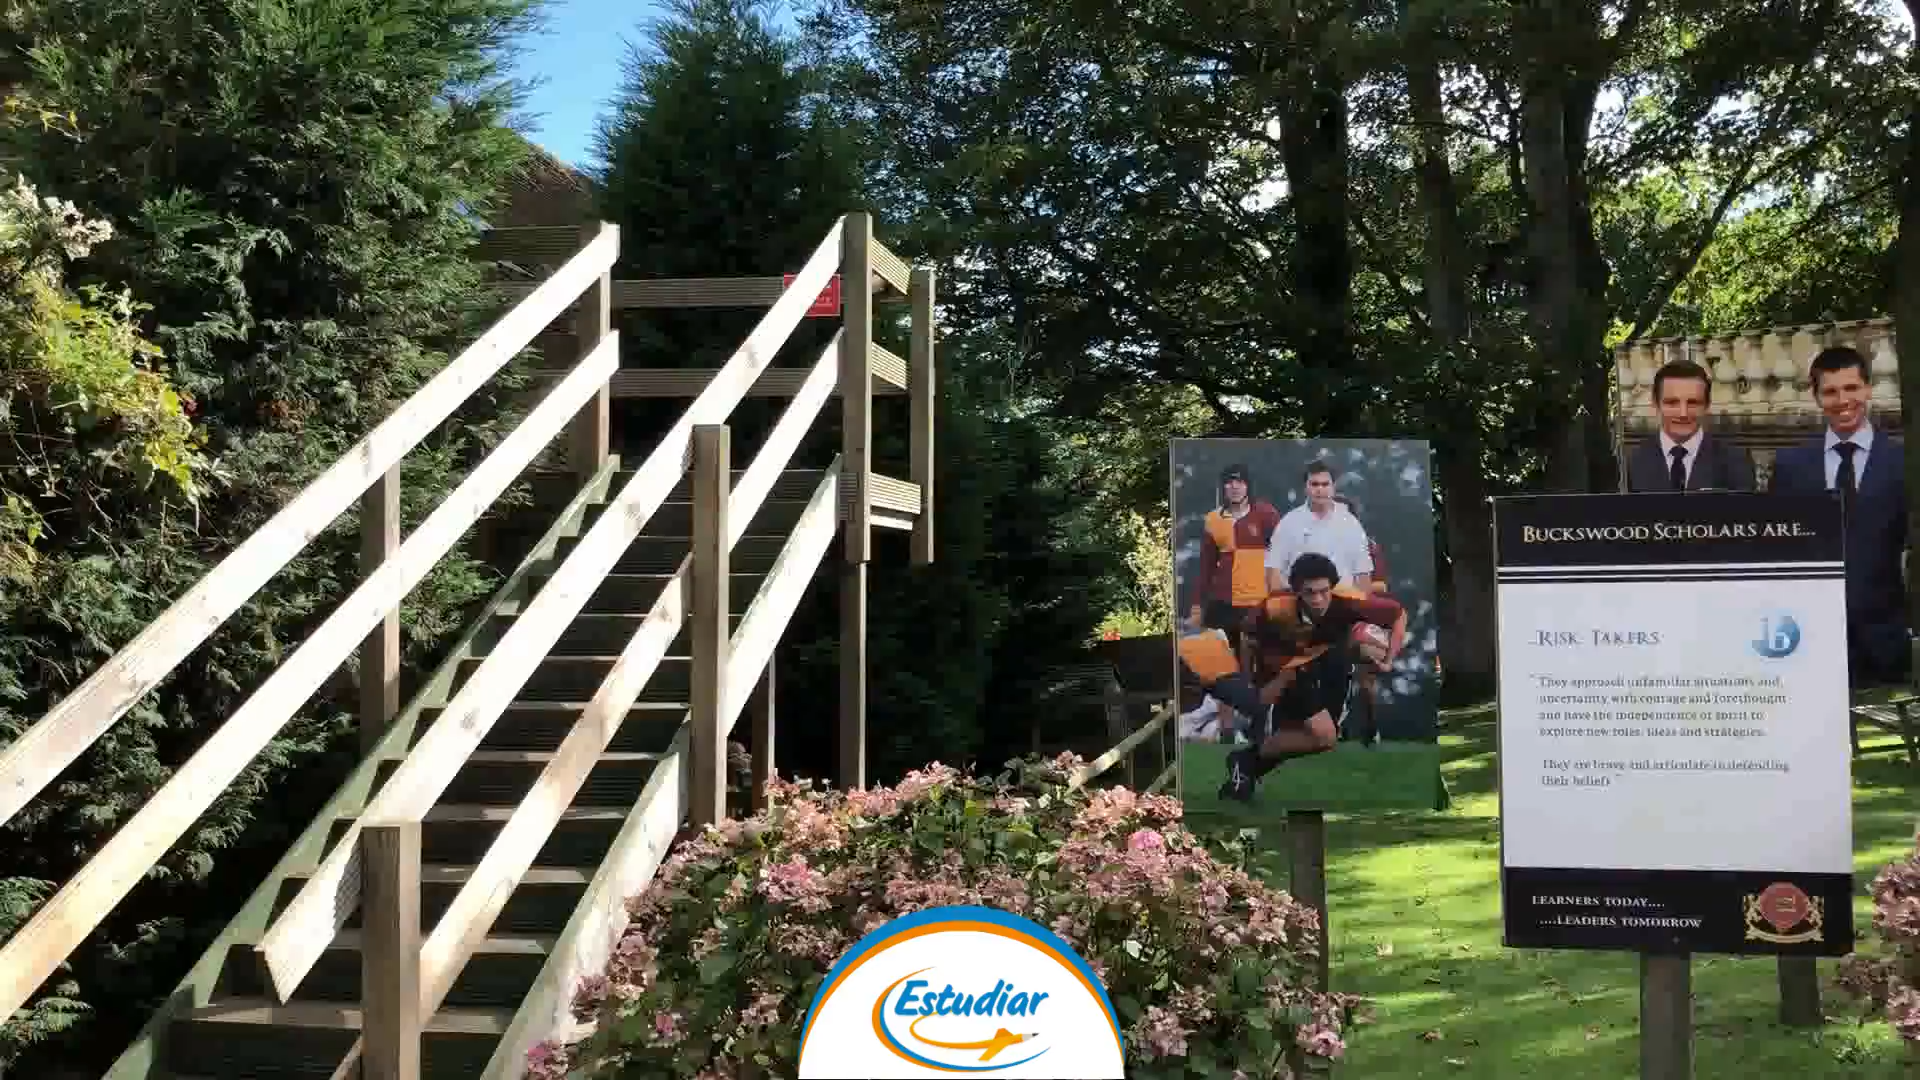 BUCKSWOOD SCHOLARS ARE...
..RISK TAKERS
ib
"They approach unfamiliar situations and
uncertainty with courage and forethought
and have the independence of spirit to
explore new roles, ideas and strategies.
They are brave and articulate in defending
their beliefs"
LEARNERS TODAY....
....LEADERS TOMORROW
Estudiar